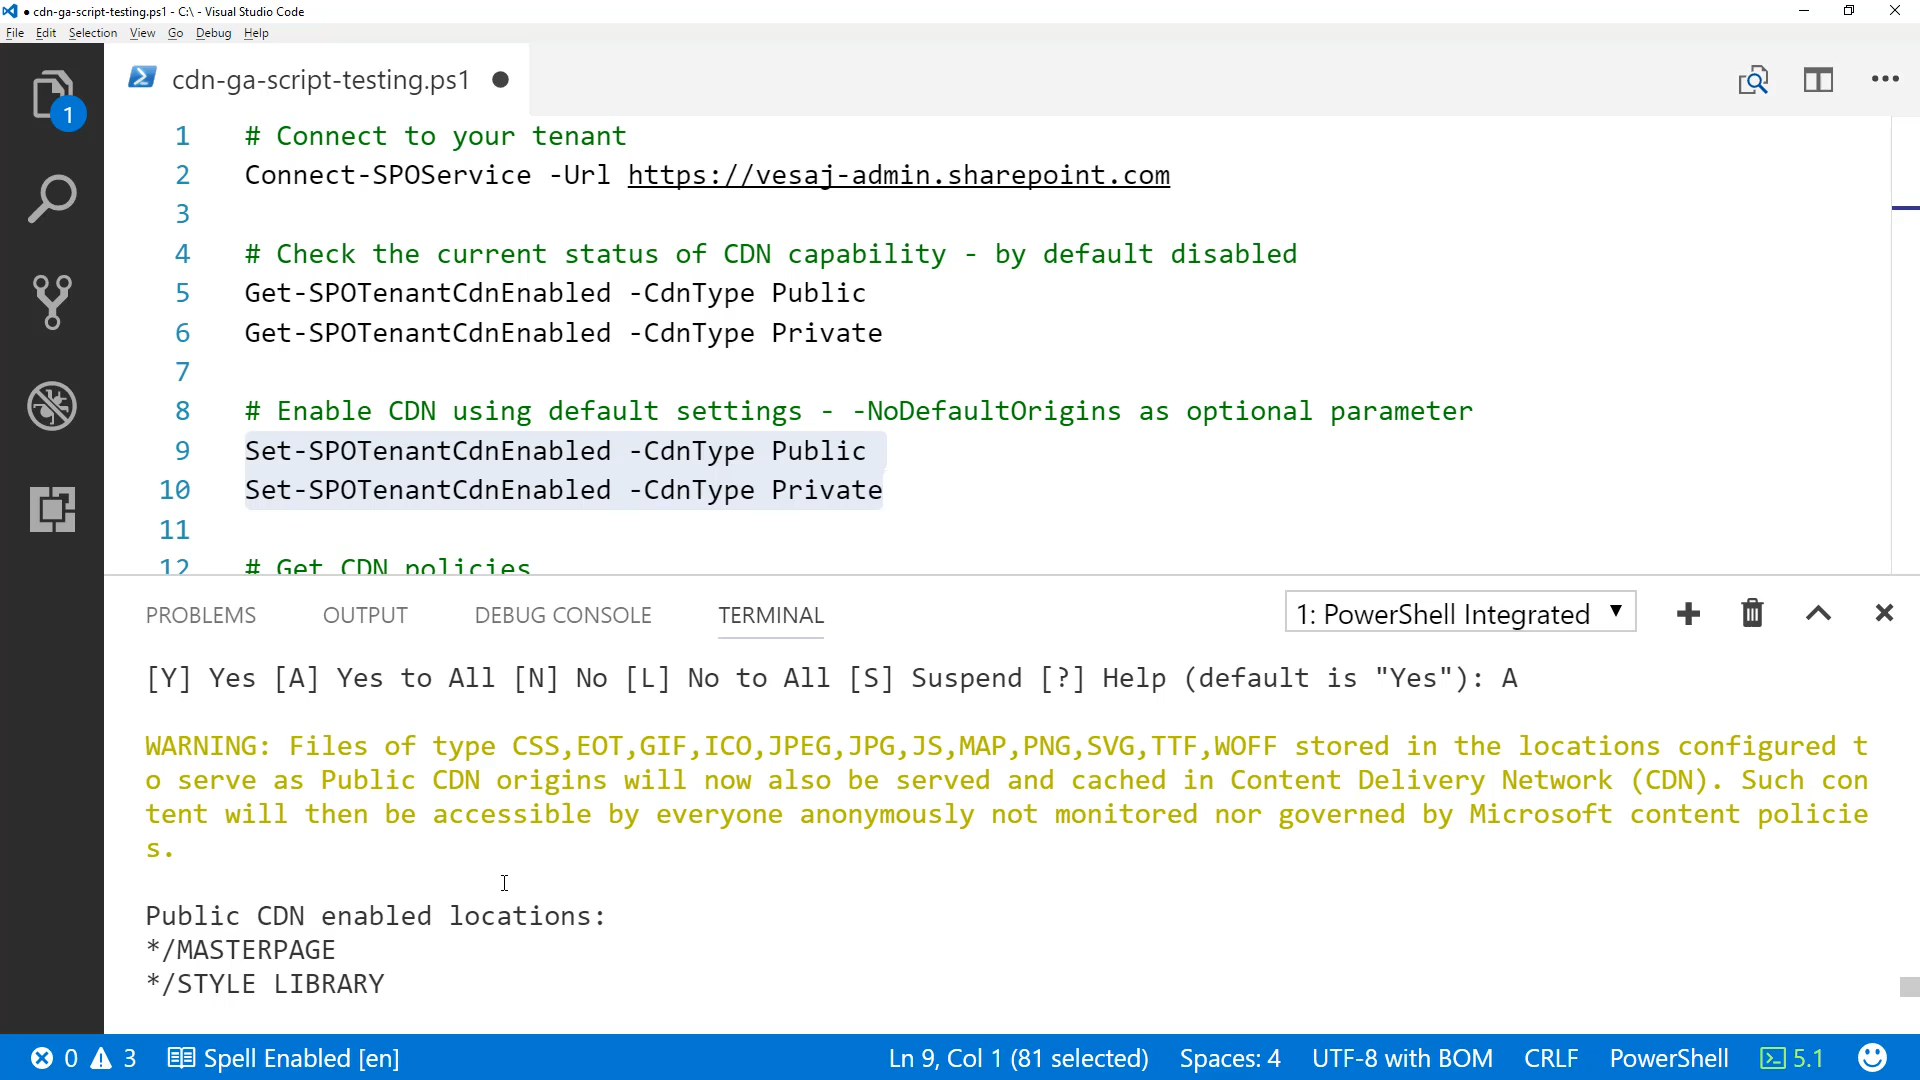 ● cdn-ga-script-testing.ps1 - C:\ - Visual Studio Code
File Edit Selection View Go Debug Help
1
cdn-ga-script-testing.ps1 ●
1 # Connect to your tenant
2 Connect-SPOService -Url https://vesaj-admin.sharepoint.com
3
4 # Check the current status of CDN capability - by default disabled
5 Get-SPOTenantCdnEnabled -CdnType Public
6 Get-SPOTenantCdnEnabled -CdnType Private
7
8 # Enable CDN using default settings - -NoDefaultOrigins as optional parameter
9 Set-SPOTenantCdnEnabled -CdnType Public
10 Set-SPOTenantCdnEnabled -CdnType Private
11
12 # Get CDN policies
PROBLEMS OUTPUT DEBUG CONSOLE TERMINAL 1: PowerShell Integrated
[Y] Yes [A] Yes to All [N] No [L] No to All [S] Suspend [?] Help (default is "Yes"): A
WARNING: Files of type CSS,EOT,GIF,ICO,JPEG,JPG,JS,MAP,PNG,SVG,TTF,WOFF stored in the locations configured t
o serve as Public CDN origins will now also be served and cached in Content Delivery Network (CDN). Such con
tent will then be accessible by everyone anonymously not monitored nor governed by Microsoft content policie
s.
Public CDN enabled locations:
*/MASTERPAGE
*/STYLE LIBRARY
0 3 Spell Enabled [en] Ln 9, Col 1 (81 selected) Spaces: 4 UTF-8 with BOM CRLF PowerShell 5.1